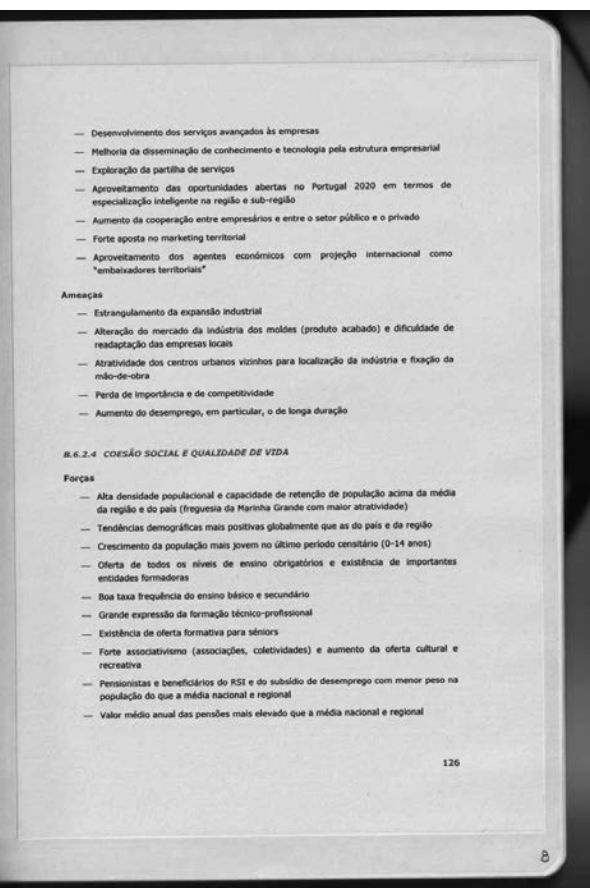 — Desenvolvimento dos serviços avançados às empresas
— Melhoria da disseminação de conhecimento e tecnologia pela estrutura empresarial
— Exploração da partilha de serviços
— Aproveitamento das oportunidades abertas no Portugal 2020 em termos de
especialização inteligente na região e sub-região
— Aumento da cooperação entre empresários e entre o setor público e o privado
— Forte aposta no marketing territorial
— Aproveitamento dos agentes económicos com projeção internacional como
"embaixadores territoriais"
Ameaças
— Estrangulamento da expansão industrial
— Alteração do mercado da indústria dos moldes (produto acabado) e dificuldade de
readaptação das empresas locais
— Atratividade dos centros urbanos vizinhos para localização da indústria e fixação da
mão-de-obra
— Perda de importância e de competitividade
— Aumento do desemprego, em particular, o de longa duração
B.6.2.4 COESÃO SOCIAL E QUALIDADE DE VIDA
Forças
— Alta densidade populacional e capacidade de retenção de população acima da média
da região e do país (freguesia da Marinha Grande com maior atratividade)
— Tendências demográficas mais positivas globalmente que as do país e da região
— Crescimento da população mais jovem no último período censitário (0-14 anos)
— Oferta de todos os níveis de ensino obrigatórios e existência de importantes
entidades formadoras
— Boa taxa frequência do ensino básico e secundário
— Grande expressão da formação técnico-profissional
— Existência de oferta formativa para séniors
— Forte associativismo (associações, coletividades) e aumento da oferta cultural e
recreativa
— Pensionistas e beneficiários do RSI e do subsídio de desemprego com menor peso na
população do que a média nacional e regional
— Valor médio anual das pensões mais elevado que a média nacional e regional
126
8